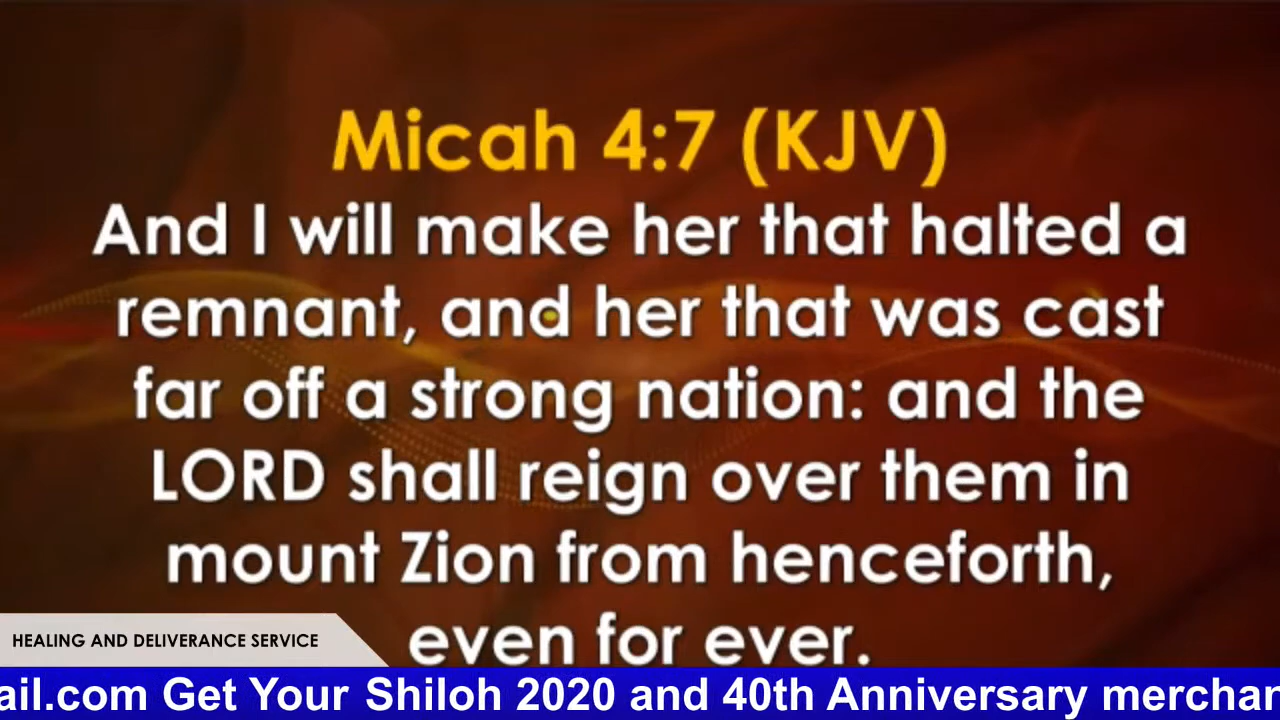 Micah 4:7 (KJV)
And I will make her that halted a
remnant, and her that was cast
far off a strong nation: and the
LORD shall reign over them in
mount Zion from henceforth,
even for ever.
HEALING AND DELIVERANCE SERVICE
ail.com Get Your Shiloh 2020 and 40th Anniversary merchan